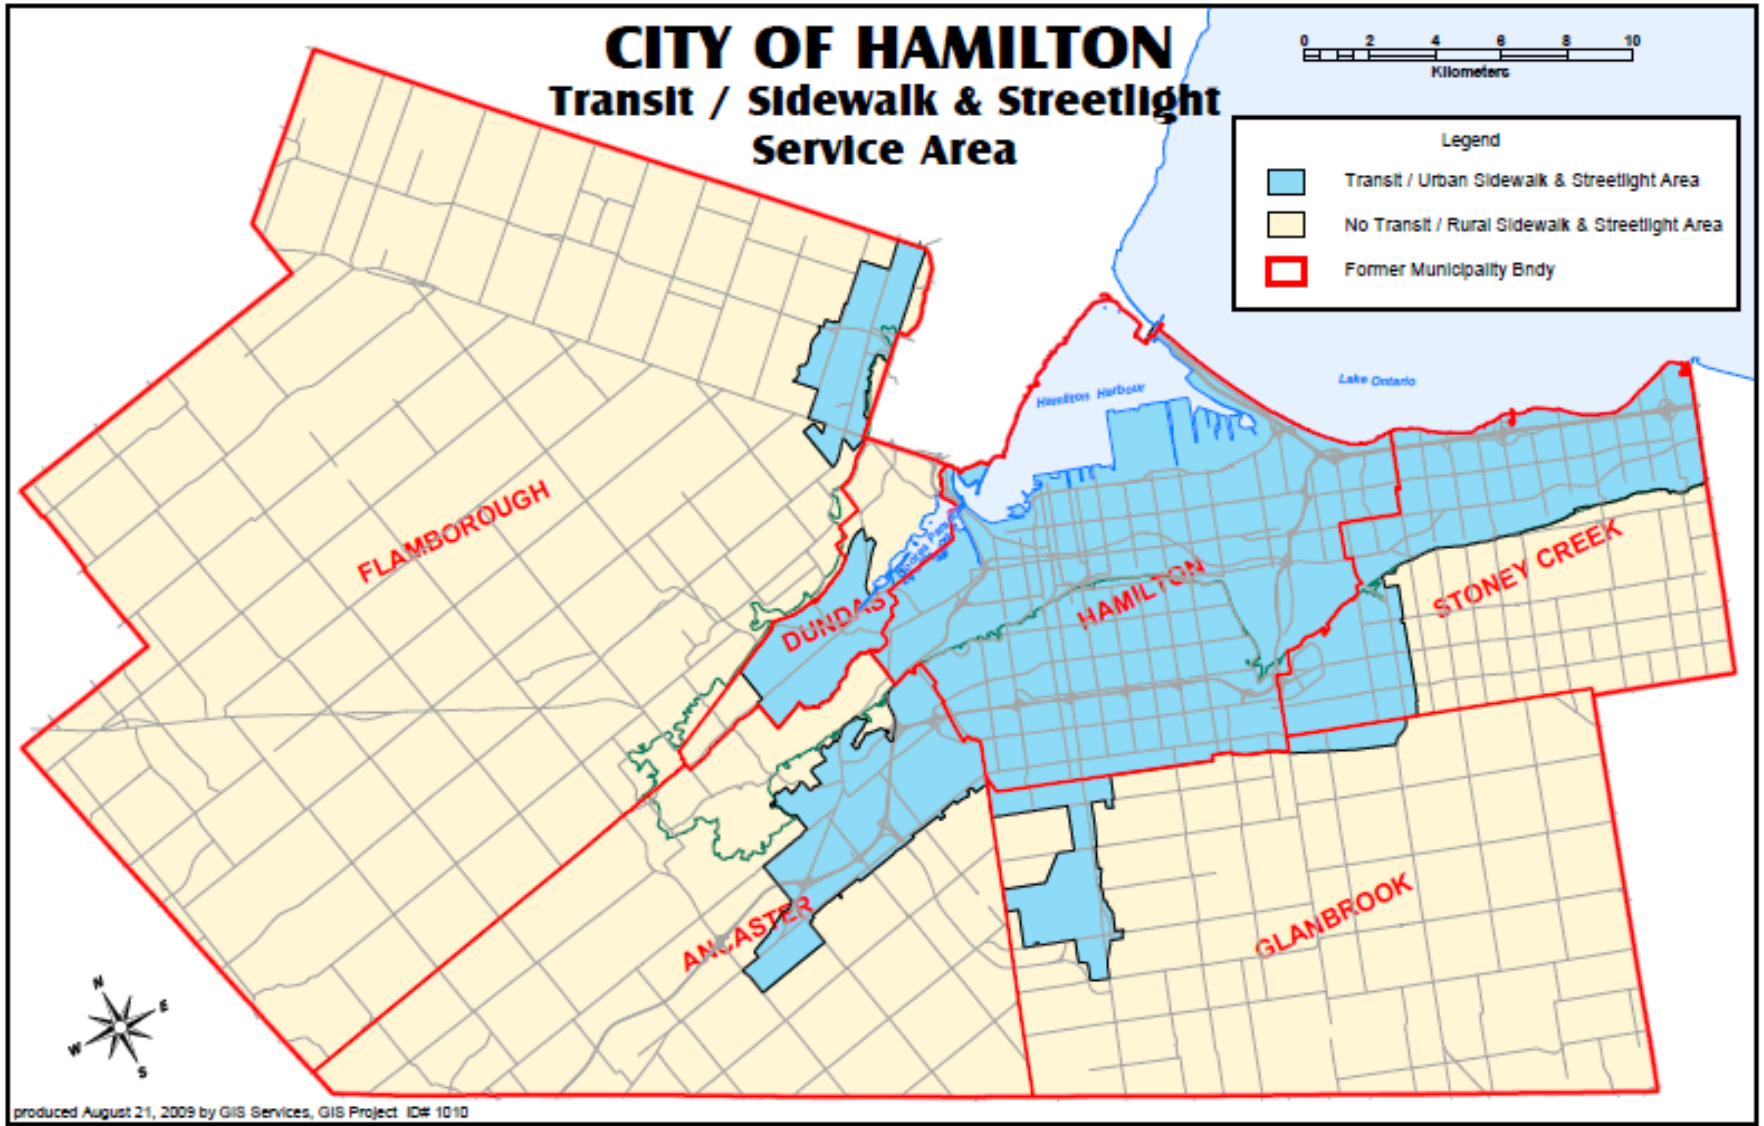 CITY OF HAMILTON
Transit / Sidewalk & Streetlight
Service Area
0 2 4 6 8 10
Kilometers
Legend
Transit / Urban Sidewalk & Streetlight Area
No Transit / Rural Sidewalk & Streetlight Area
Former Municipality Bndy
Lake Ontario
Hamilton Harbour
FLAMBOROUGH
STONEY CREEK
HAMILTON
DUNDAS
GLANBROOK
ANCASTER
N
E
W
S
produced August 21, 2009 by GIS Services, GIS Project ID# 1010